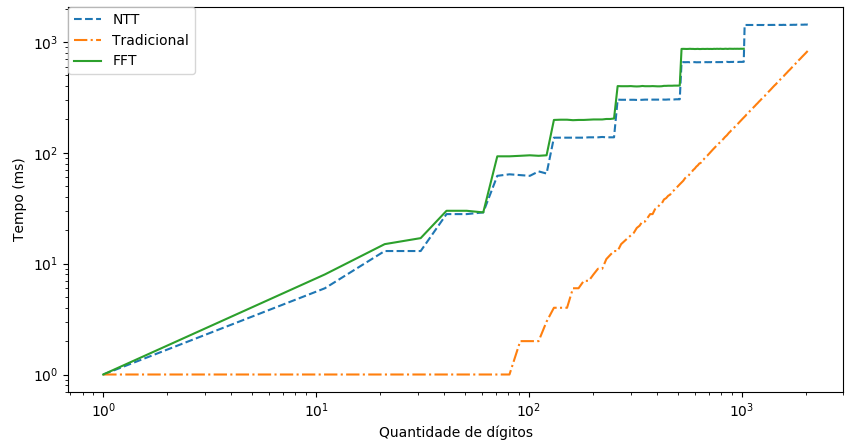 NTT
Tradicional
FFT
Tempo (ms)
10³
10²
10¹
10⁰
10⁰ 10¹ 10² 10³
Quantidade de dígitos